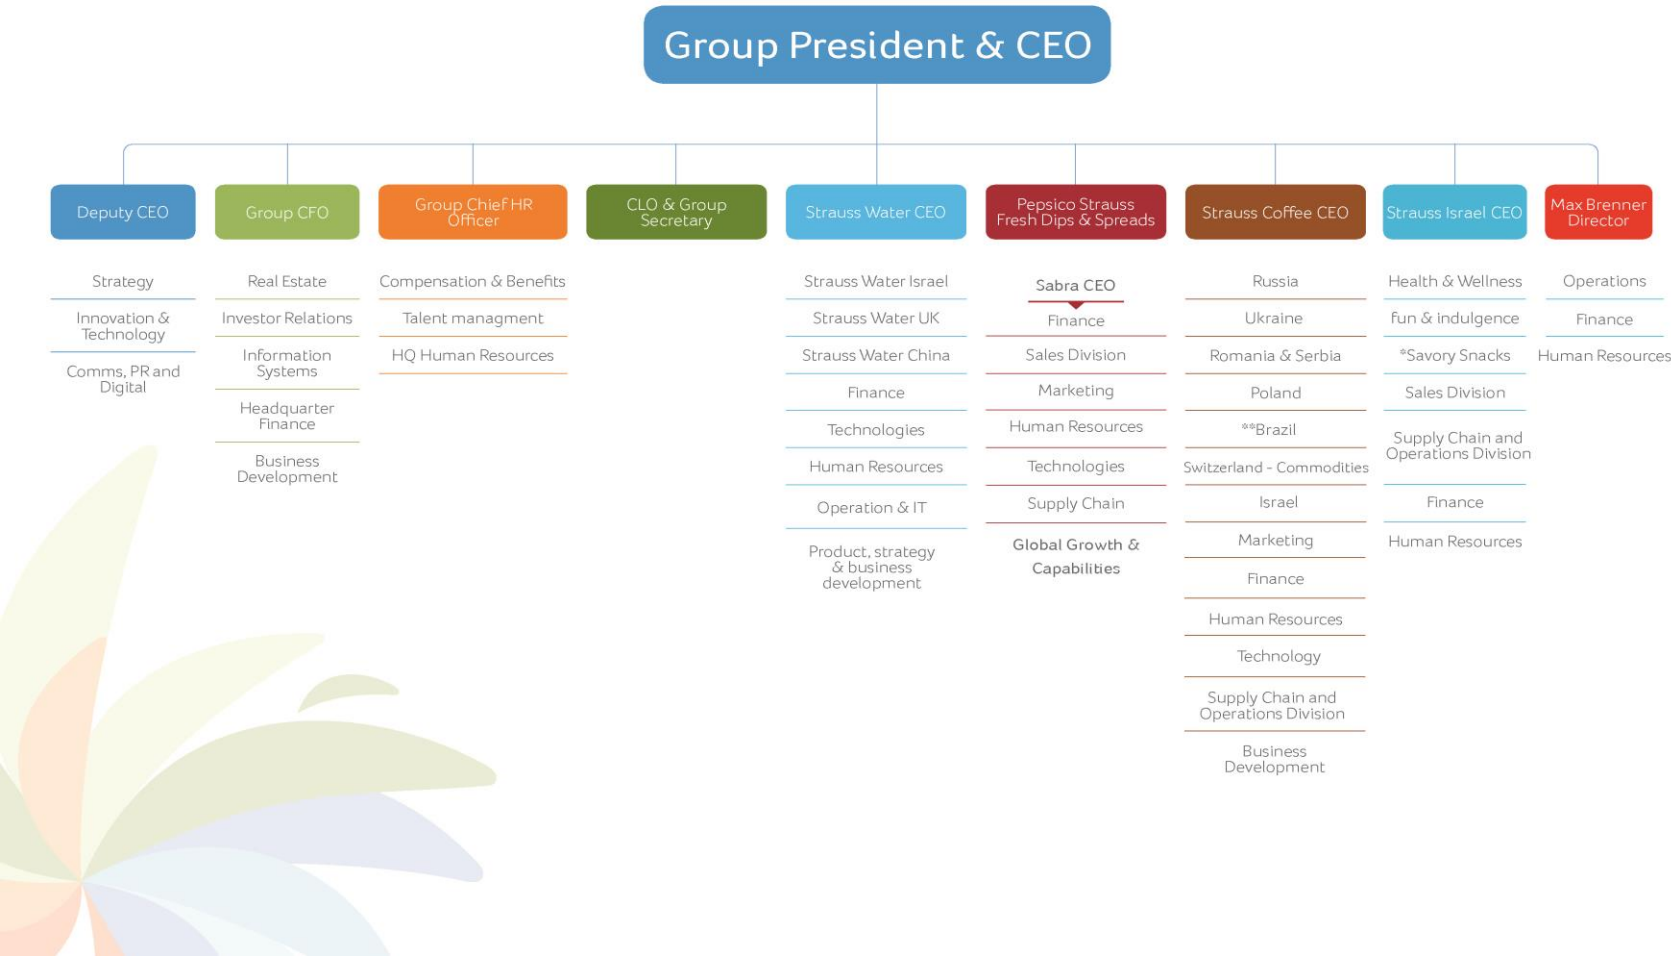 Group President & CEO
Deputy CEO
Strategy
Innovation &
Technology
Comms, PR and
Digital
Group CFO
Real Estate
Investor Relations
Information
Systems
Headquarter
Finance
Business
Development
Group Chief HR
Officer
Compensation & Benefits
Talent managment
HQ Human Resources
CLO & Group
Secretary
Strauss Water CEO
Strauss Water Israel
Strauss Water UK
Strauss Water China
Finance
Technologies
Human Resources
Operation & IT
Product, strategy
& business
development
Pepsico Strauss
Fresh Dips & Spreads
Sabra CEO
Finance
Sales Division
Marketing
Human Resources
Technologies
Supply Chain
Global Growth &
Capabilities
Strauss Coffee CEO
Russia
Ukraine
Romania & Serbia
Poland
**Brazil
Switzerland - Commodities
Israel
Marketing
Finance
Human Resources
Technology
Supply Chain and
Operations Division
Business
Development
Strauss Israel CEO
Health & Wellness
fun & indulgence
*Savory Snacks
Sales Division
Supply Chain and
Operations Division
Finance
Human Resources
Max Brenner
Director
Operations
Finance
Human Resources